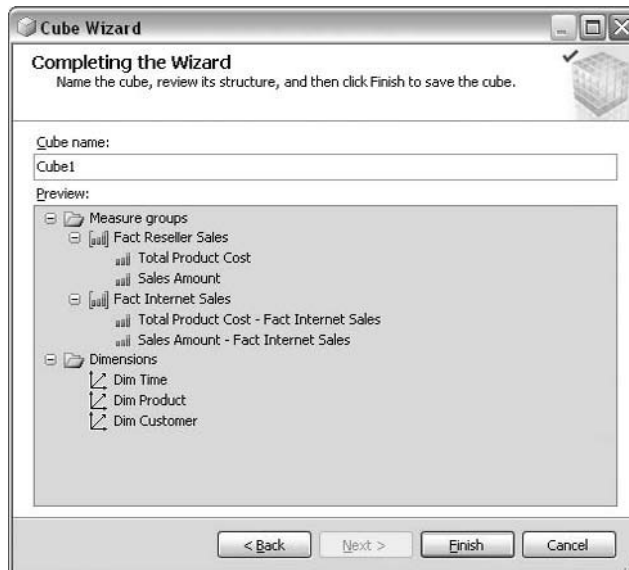 Cube Wizard
Completing the Wizard
Name the cube, review its structure, and then click Finish to save the cube.
Cube name:
Cube1
Preview:
Measure groups
Fact Reseller Sales
Total Product Cost
Sales Amount
Fact Internet Sales
Total Product Cost - Fact Internet Sales
Sales Amount - Fact Internet Sales
Dimensions
Dim Time
Dim Product
Dim Customer
< Back Next > Finish Cancel